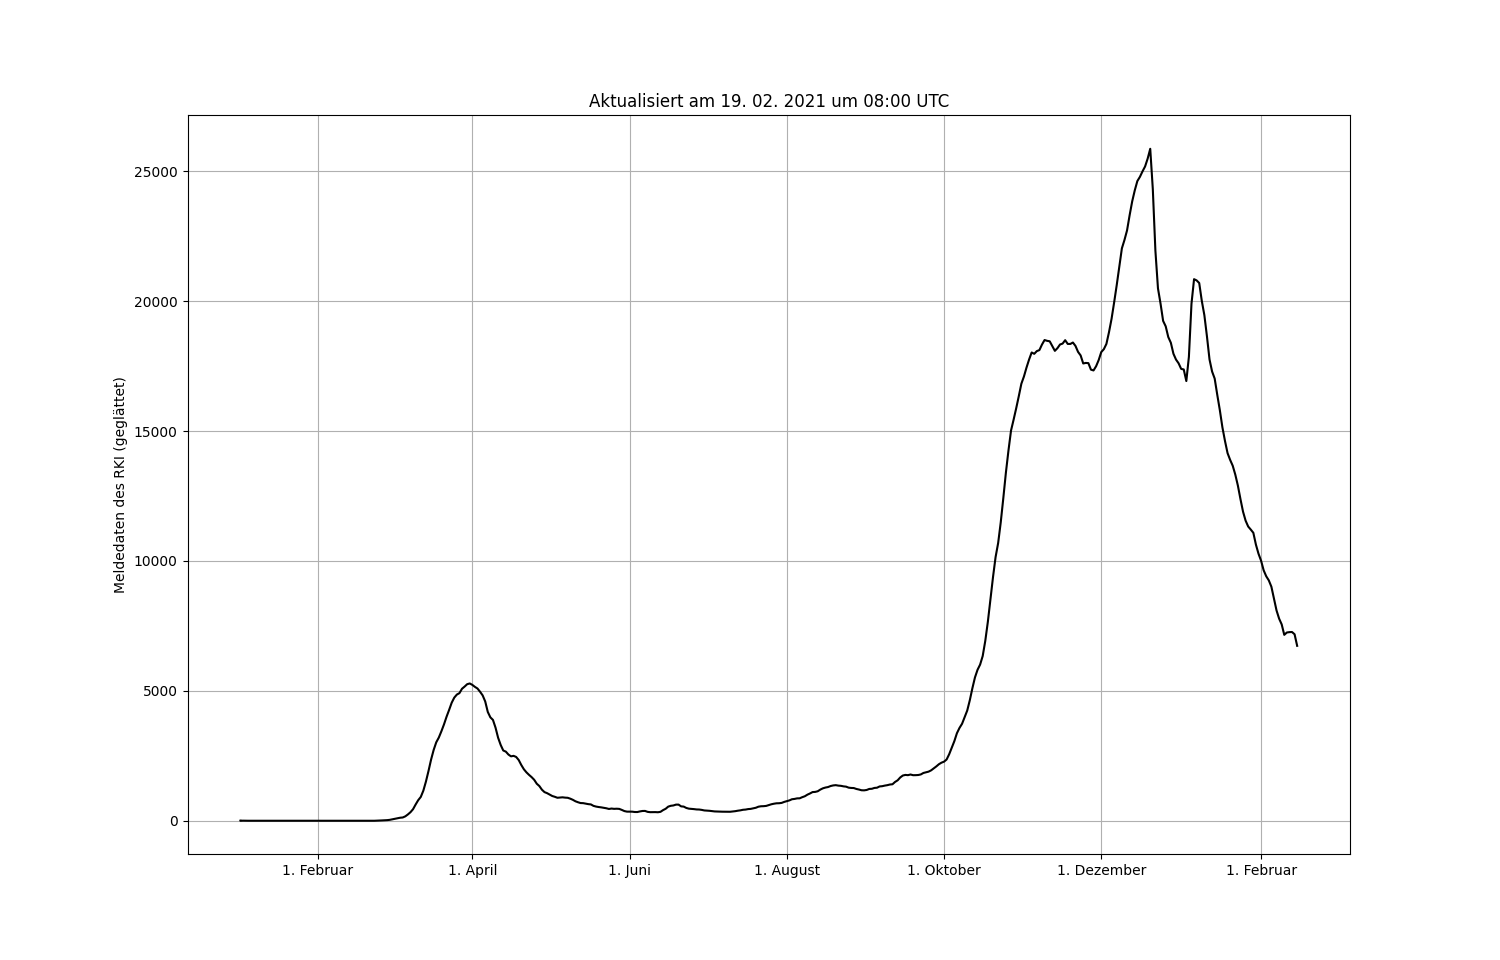 Aktualisiert am 19. 02. 2021 um 08:00 UTC
Meldedaten des RKI (geglättet)
25000
20000
15000
10000
5000
0
1. Februar
1. April
1. Juni
1. August
1. Oktober
1. Dezember
1. Februar